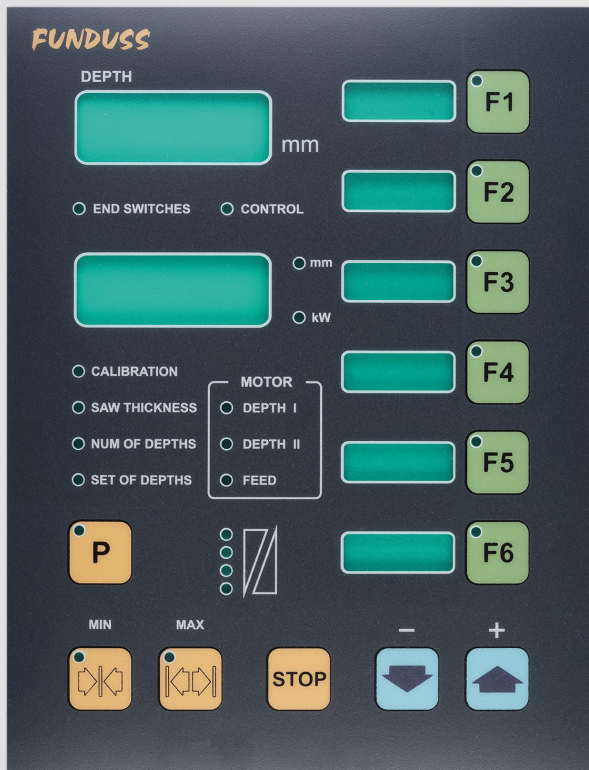 FUNDUSS
DEPTH
mm
F1
F2
END SWITCHES
CONTROL
mm
kW
F3
CALIBRATION
SAW THICKNESS
NUM OF DEPTHS
SET OF DEPTHS
MOTOR
DEPTH I
DEPTH II
FEED
F4
F5
F6
P
MIN
MAX
STOP
-
+